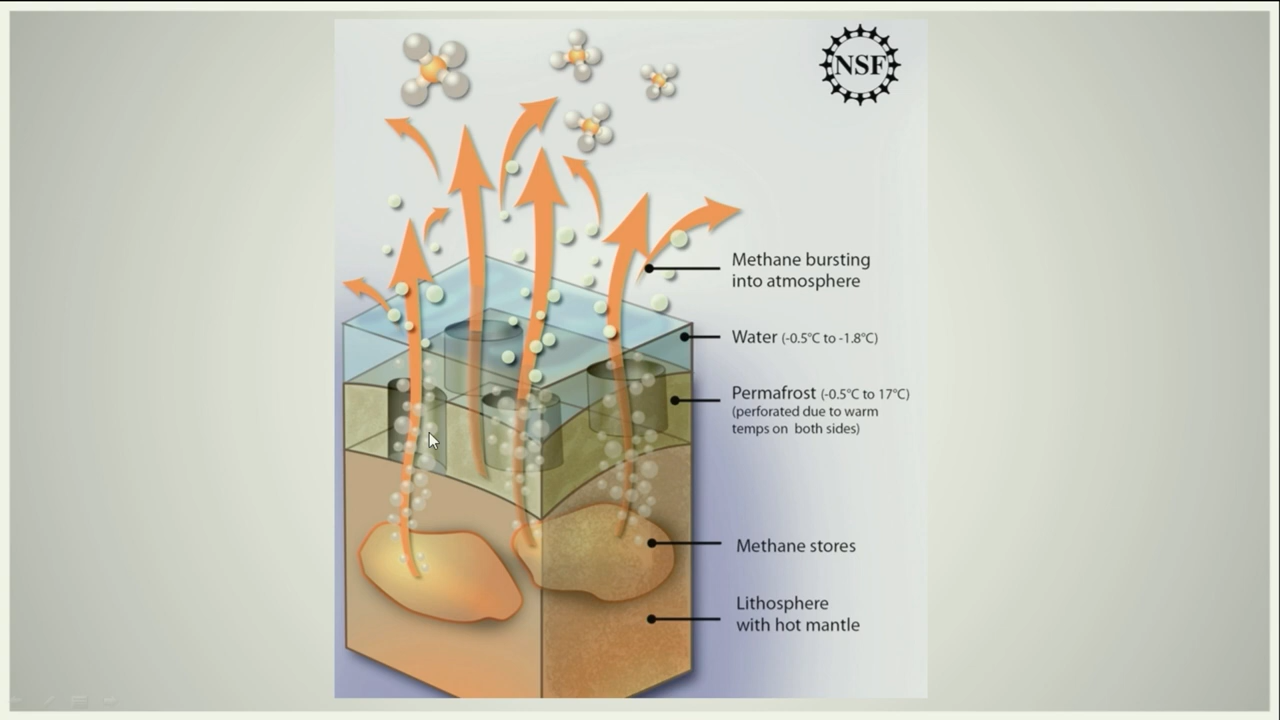 NSF
Methane bursting
into atmosphere
Water (-0.5°C to -1.8°C)
Permafrost (-0.5°C to 17°C)
(perforated due to warm
temps on both sides)
Methane stores
Lithosphere
with hot mantle